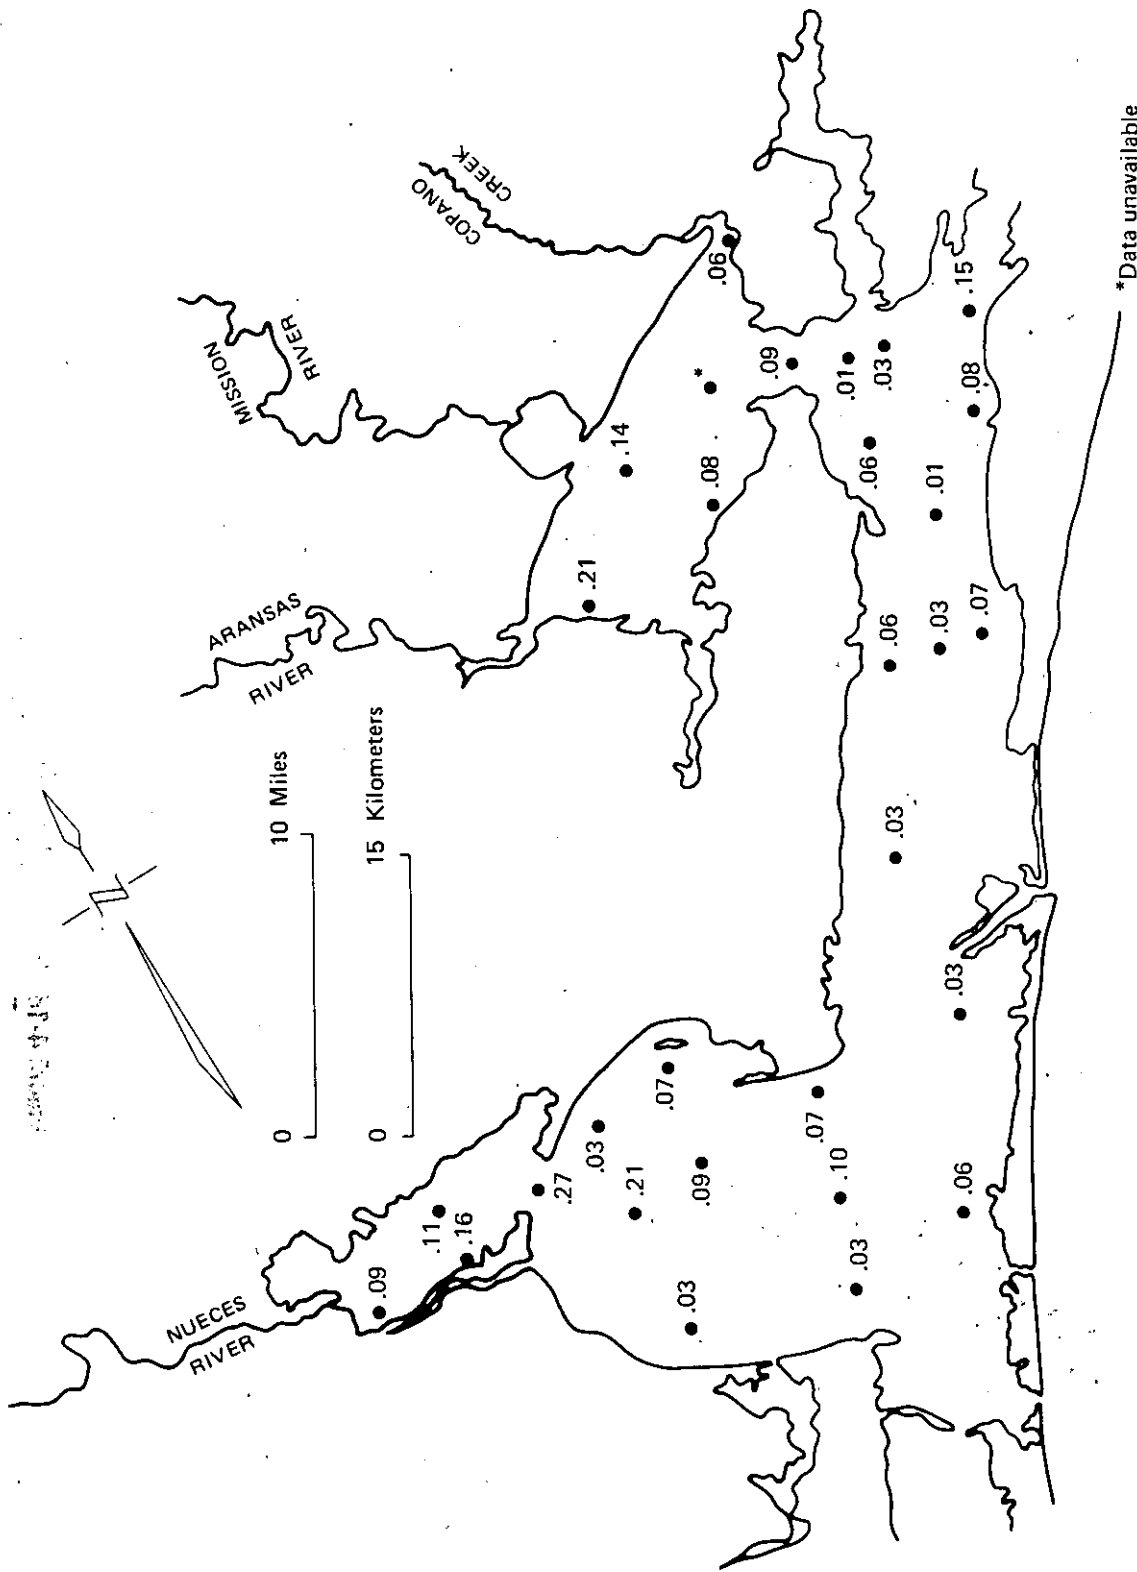 COPANO
CREEK
MISSION
RIVER
ARANSAS
RIVER
NUECES
RIVER
N
0 10 Miles
0 15 Kilometers
.06
.09
*
.14
.08
.21
.01
.03
.15
.08
.06
.01
.06
.03
.07
.03
.03
.07
.03
.27
.21
.09
.07
.10
.06
.03
.03
.11
.16
.09
*Data unavailable